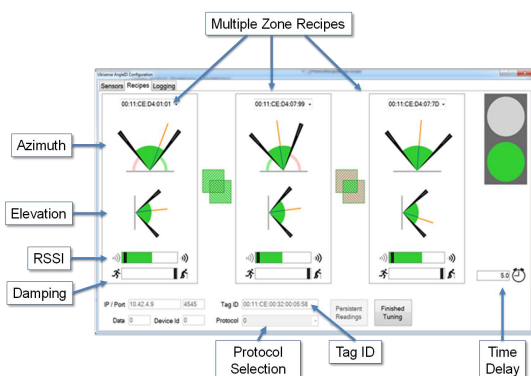 Multiple Zone Recipes
Ubisense AngleID Configuration
Sensors Recipes Logging
00:11:CE:D4:01:01
00:11:CE:D4:07:99
00:11:CE:D4:07:7D
Azimuth
Elevation
RSSI
Damping
5.0
IP / Port 10.42.4.9 4545
Tag ID 00:11:CE:00:32:00:05:58
Persistent Readings
Finished Tuning
Data 0 Device Id 0
Protocol 0
Protocol Selection
Tag ID
Time Delay